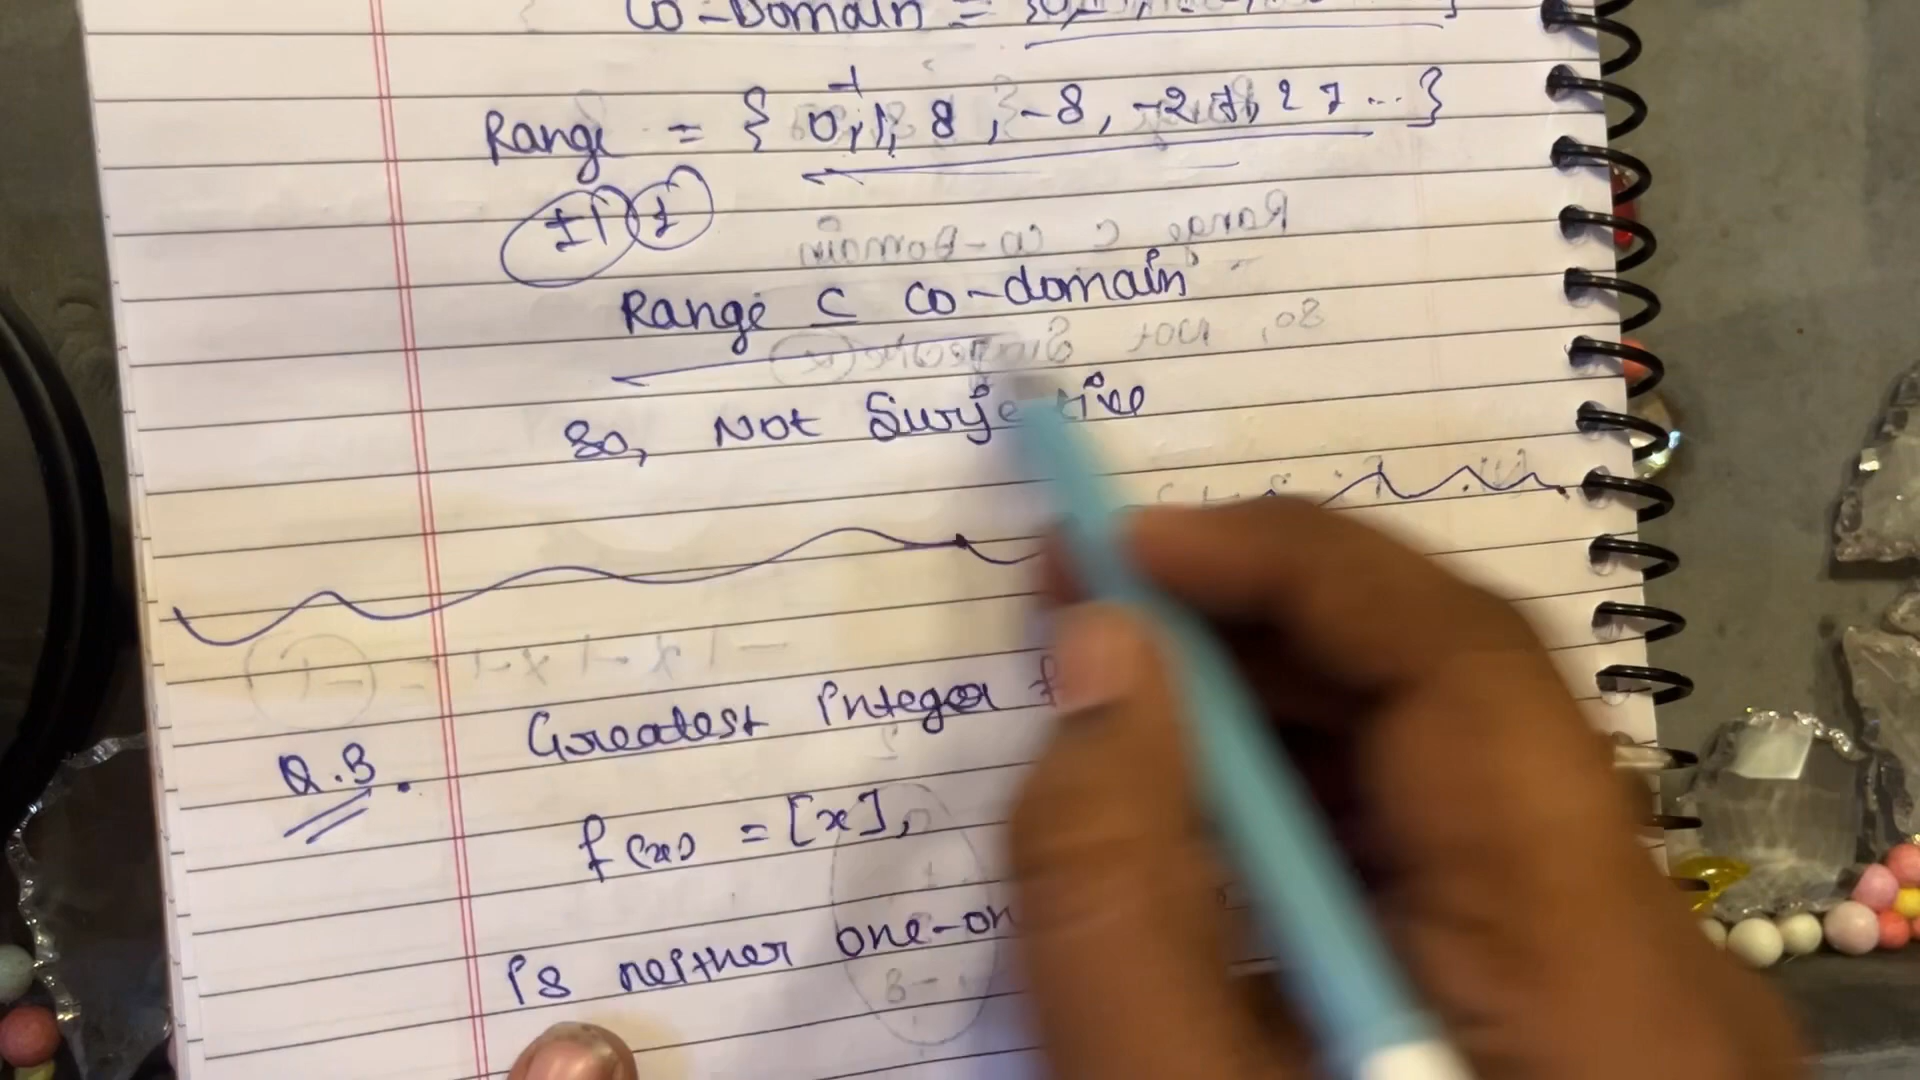 Co-Domain =
Range = { 0, ±1, 8, -8, -27, 27 ... }
Range ⊂ co-domain
So, Not Surjective
Q.3. Greatest Integer
f(x) = [x],
is neither one-on